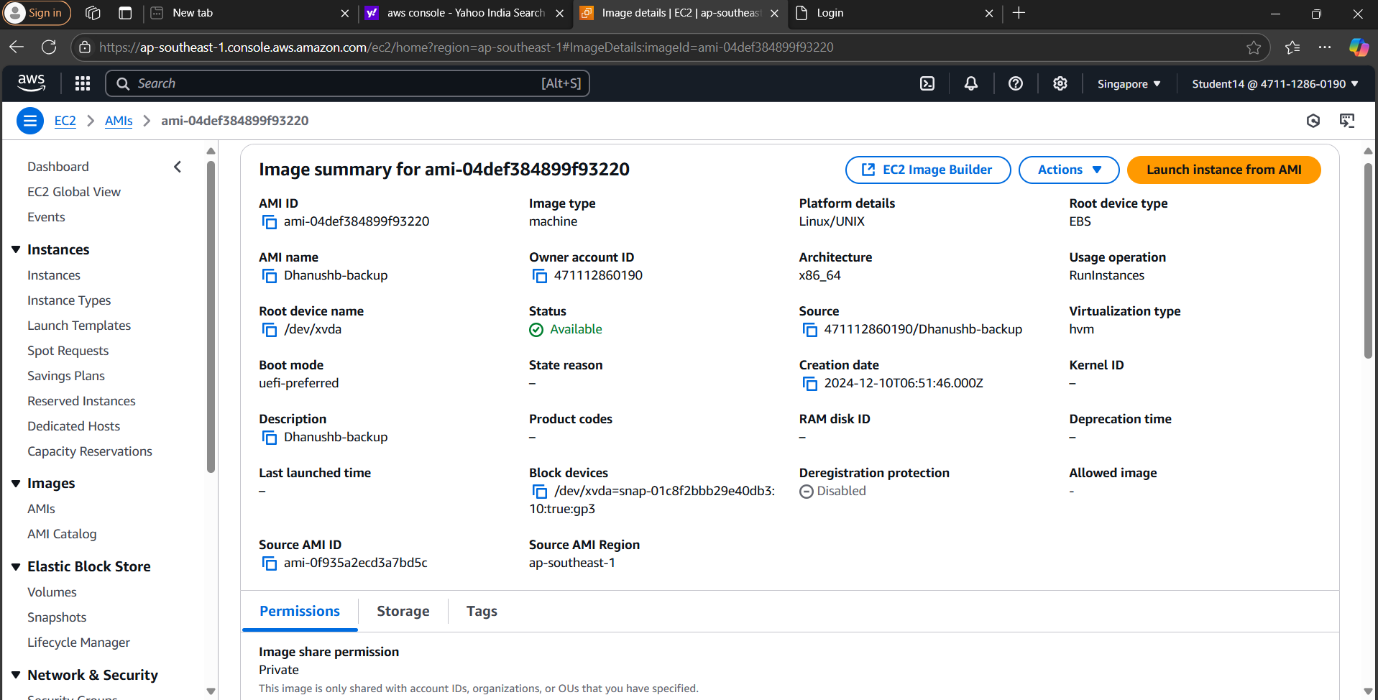 Sign in
New tab
aws console - Yahoo India Search
Image details | EC2 | ap-southeast
Login
https://ap-southeast-1.console.aws.amazon.com/ec2/home?region=ap-southeast-1#ImageDetails:imageId=ami-04def384899f93220
aws
Search
[Alt+S]
Singapore
Student14 @ 4711-1286-0190
EC2
AMIs
ami-04def384899f93220
Dashboard
EC2 Global View
Events
Instances
Instances
Instance Types
Launch Templates
Spot Requests
Savings Plans
Reserved Instances
Dedicated Hosts
Capacity Reservations
Images
AMIs
AMI Catalog
Elastic Block Store
Volumes
Snapshots
Lifecycle Manager
Network & Security
Security Groups
Image summary for ami-04def384899f93220
EC2 Image Builder
Actions
Launch instance from AMI
AMI ID
ami-04def384899f93220
Image type
machine
Platform details
Linux/UNIX
Root device type
EBS
AMI name
Dhanushb-backup
Owner account ID
471112860190
Architecture
x86_64
Usage operation
RunInstances
Root device name
/dev/xvda
Status
Available
Source
471112860190/Dhanushb-backup
Virtualization type
hvm
Boot mode
uefi-preferred
State reason
–
Creation date
2024-12-10T06:51:46.000Z
Kernel ID
–
Description
Dhanushb-backup
Product codes
–
RAM disk ID
–
Deprecation time
–
Last launched time
–
Block devices
/dev/xvda=snap-01c8f2bbb29e40db3:
10:true:gp3
Deregistration protection
Disabled
Allowed image
-
Source AMI ID
ami-0f935a2ecd3a7bd5c
Source AMI Region
ap-southeast-1
Permissions
Storage
Tags
Image share permission
Private
This image is only shared with account IDs, organizations, or OUs that you have specified.